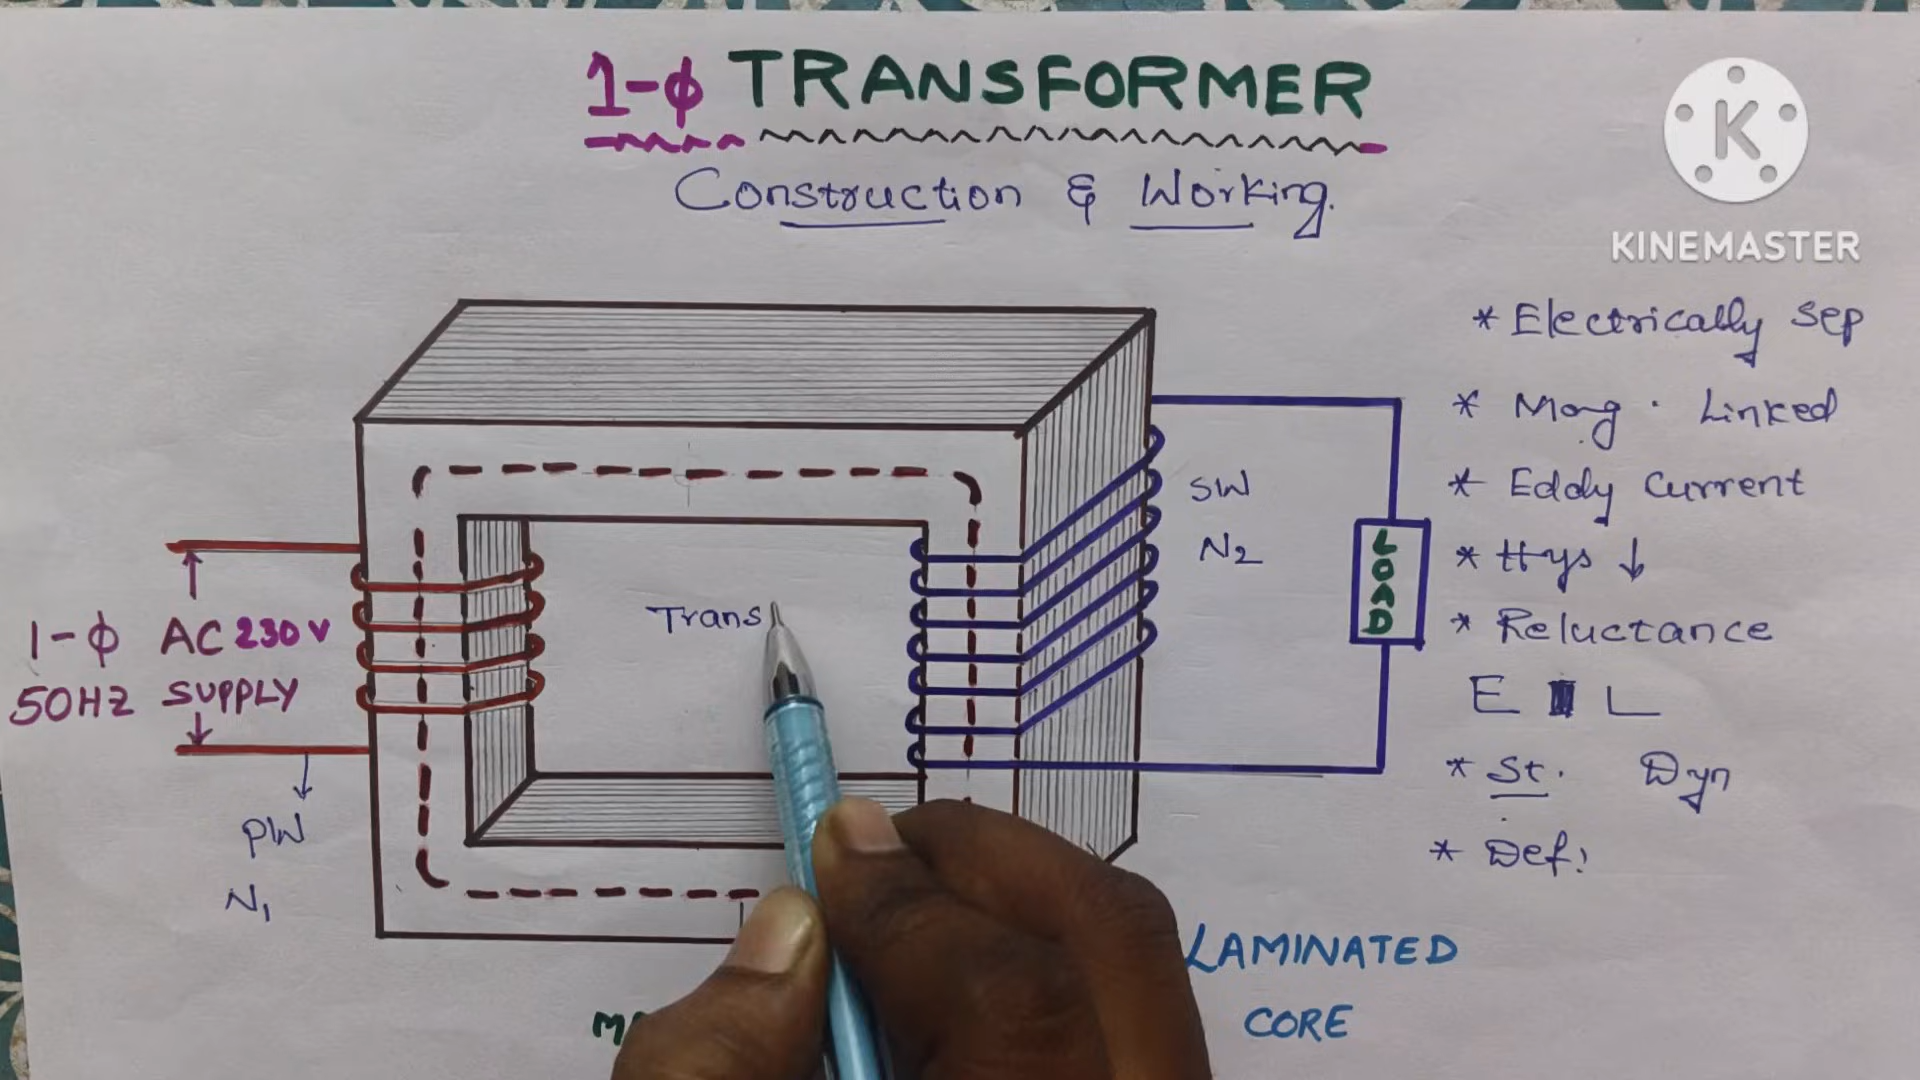 1-ϕ TRANSFORMER
Construction & Working.
KINEMASTER
* Electrically Sep
* Mag. Linked
* Eddy Current
* Hys ↓
* Reluctance
E I L
* St. Dyn
* Def:
SW
N2
LOAD
Trans
1-ϕ AC 230V
50HZ SUPPLY
PW
N1
LAMINATED
CORE